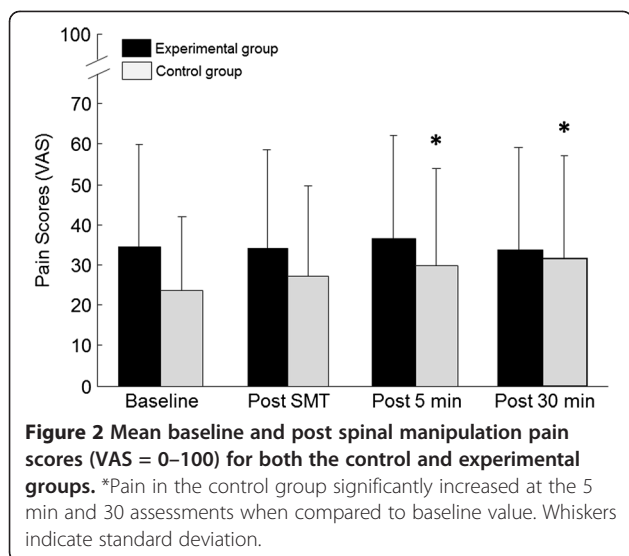 100
Experimental group
Control group
70
60
50
40
30
20
10
0
Pain Scores (VAS)
* *
Baseline Post SMT Post 5 min Post 30 min
Figure 2 Mean baseline and post spinal manipulation pain
scores (VAS = 0–100) for both the control and experimental
groups. *Pain in the control group significantly increased at the 5
min and 30 assessments when compared to baseline value. Whiskers
indicate standard deviation.